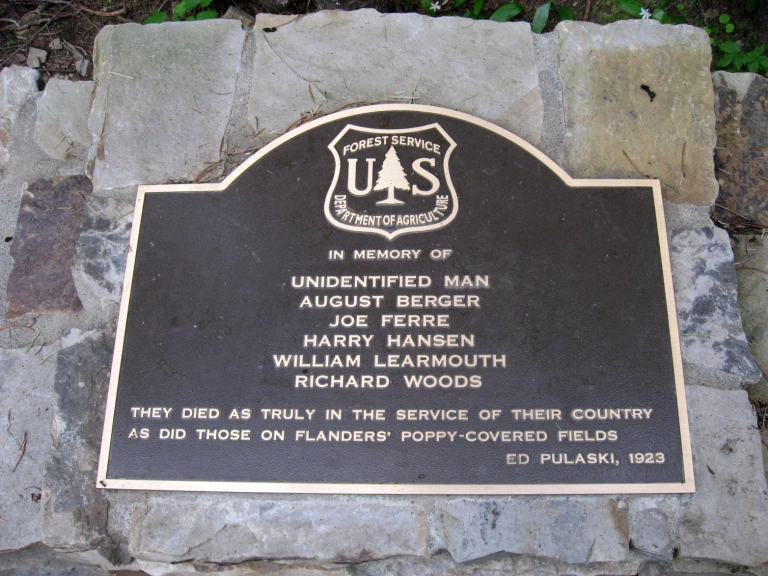 FOREST SERVICE
U S
DEPARTMENT OF AGRICULTURE
IN MEMORY OF
UNIDENTIFIED MAN
AUGUST BERGER
JOE FERRE
HARRY HANSEN
WILLIAM LEARMOUTH
RICHARD WOODS
THEY DIED AS TRULY IN THE SERVICE OF THEIR COUNTRY
AS DID THOSE ON FLANDERS' POPPY-COVERED FIELDS
ED PULASKI, 1923